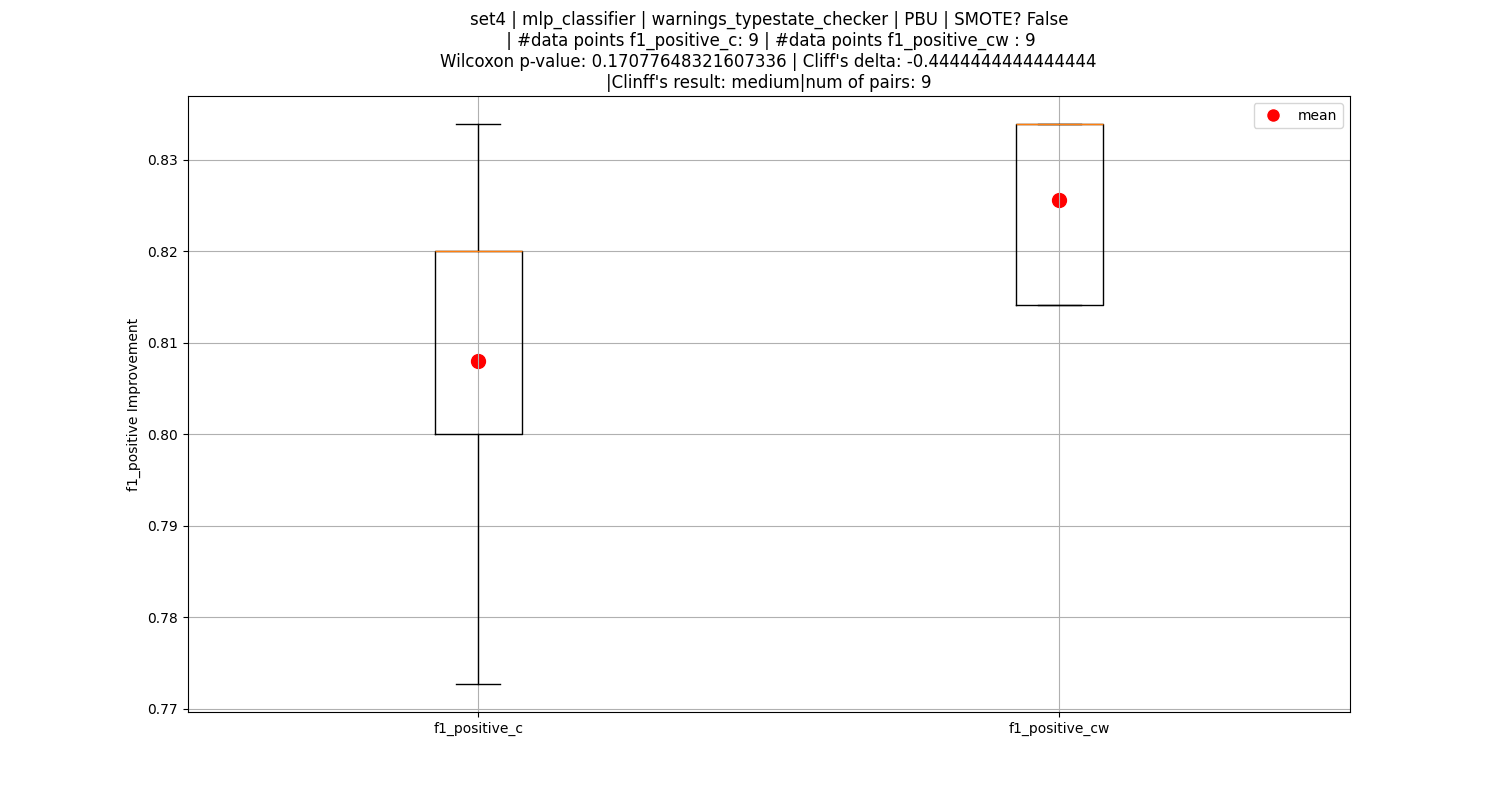 set4 | mlp_classifier | warnings_typestate_checker | PBU | SMOTE? False
| #data points f1_positive_c: 9 | #data points f1_positive_cw : 9
Wilcoxon p-value: 0.17077648321607336 | Cliff's delta: -0.4444444444444444
|Clinff's result: medium|num of pairs: 9
mean
0.83
0.82
0.81
0.80
0.79
0.78
0.77
f1_positive Improvement
f1_positive_c
f1_positive_cw